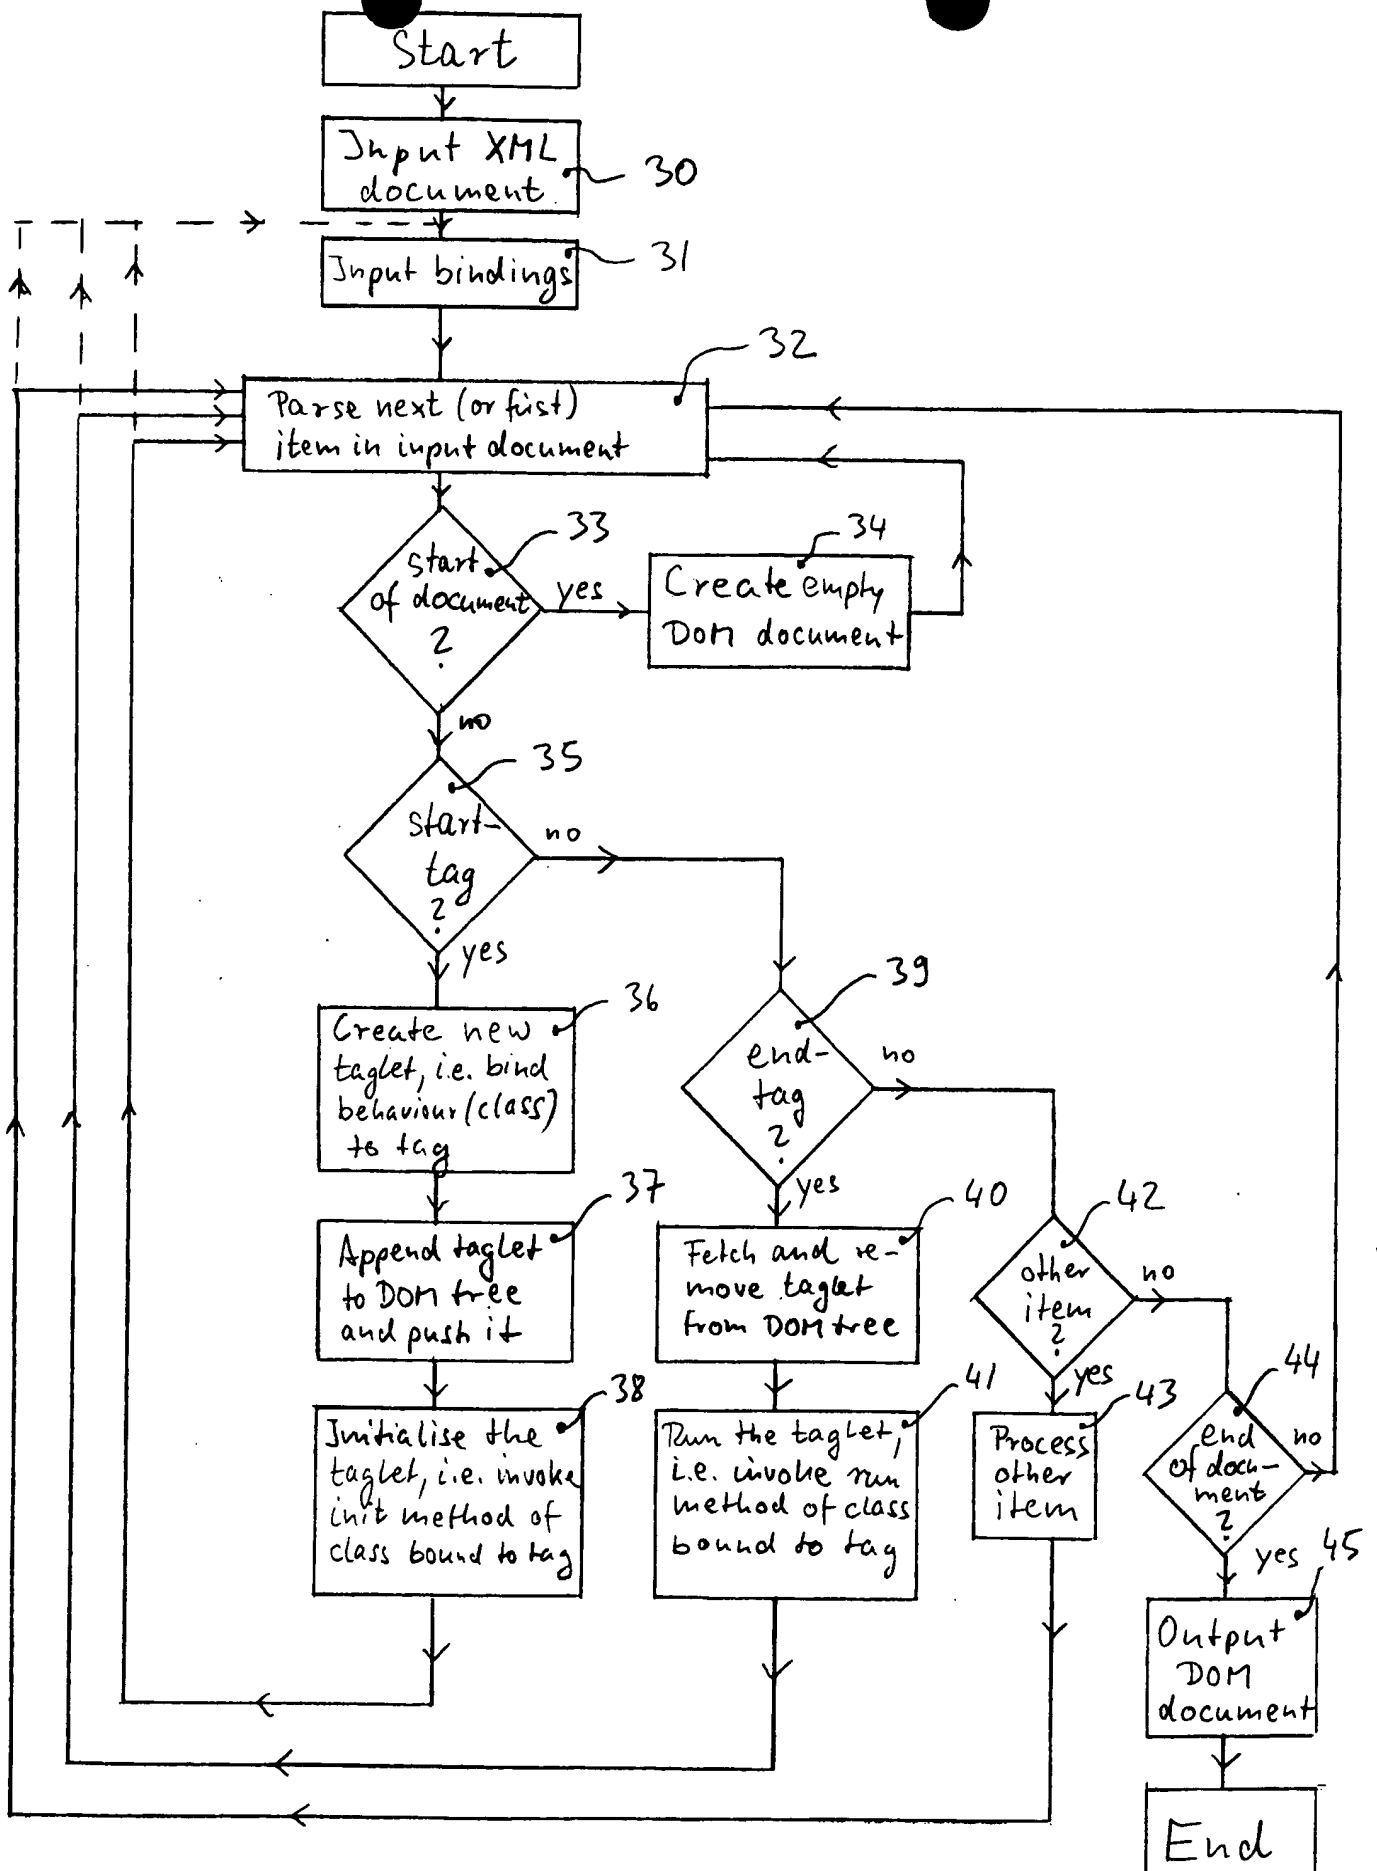 Start
Input XML
document
30
Input bindings
31
32
Parse next (or first)
item in input document
33
start
of document
?
yes
34
Create empty
DOM document
no
35
start-
tag
?
no
yes
36
Create new
taglet, i.e. bind
behaviour (class)
to tag
39
end-
tag
?
no
yes
37
Append taglet
to DOM tree
and push it
40
Fetch and re-
move taglet
from DOM tree
42
other
item
?
no
yes
38
Initialise the
taglet, i.e. invoke
init method of
class bound to tag
41
Run the taglet,
i.e. invoke run
method of class
bound to tag
43
Process
other
item
44
end
of docu-
ment
?
no
yes
45
Output
DOM
document
End